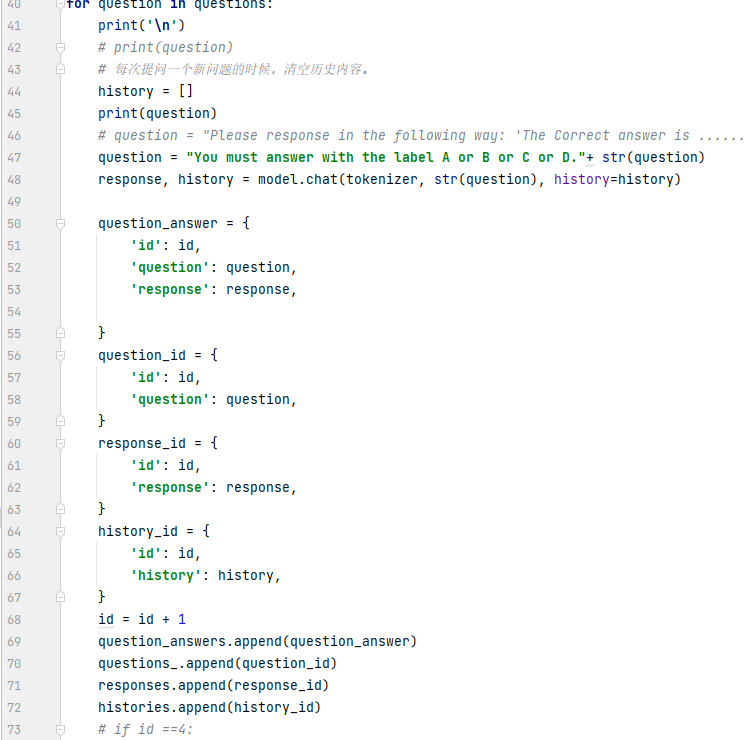 40 for question in questions:
41 print('\n')
42 # print(question)
43 # 每次提问一个新问题的时候，清空历史内容。
44 history = []
45 print(question)
46 # question = "Please response in the following way: 'The Correct answer is ......
47 question = "You must answer with the label A or B or C or D."+ str(question)
48 response, history = model.chat(tokenizer, str(question), history=history)
49
50 question_answer = {
51 'id': id,
52 'question': question,
53 'response': response,
54
55 }
56 question_id = {
57 'id': id,
58 'question': question,
59 }
60 response_id = {
61 'id': id,
62 'response': response,
63 }
64 history_id = {
65 'id': id,
66 'history': history,
67 }
68 id = id + 1
69 question_answers.append(question_answer)
70 questions_.append(question_id)
71 responses.append(response_id)
72 histories.append(history_id)
73 # if id ==4: